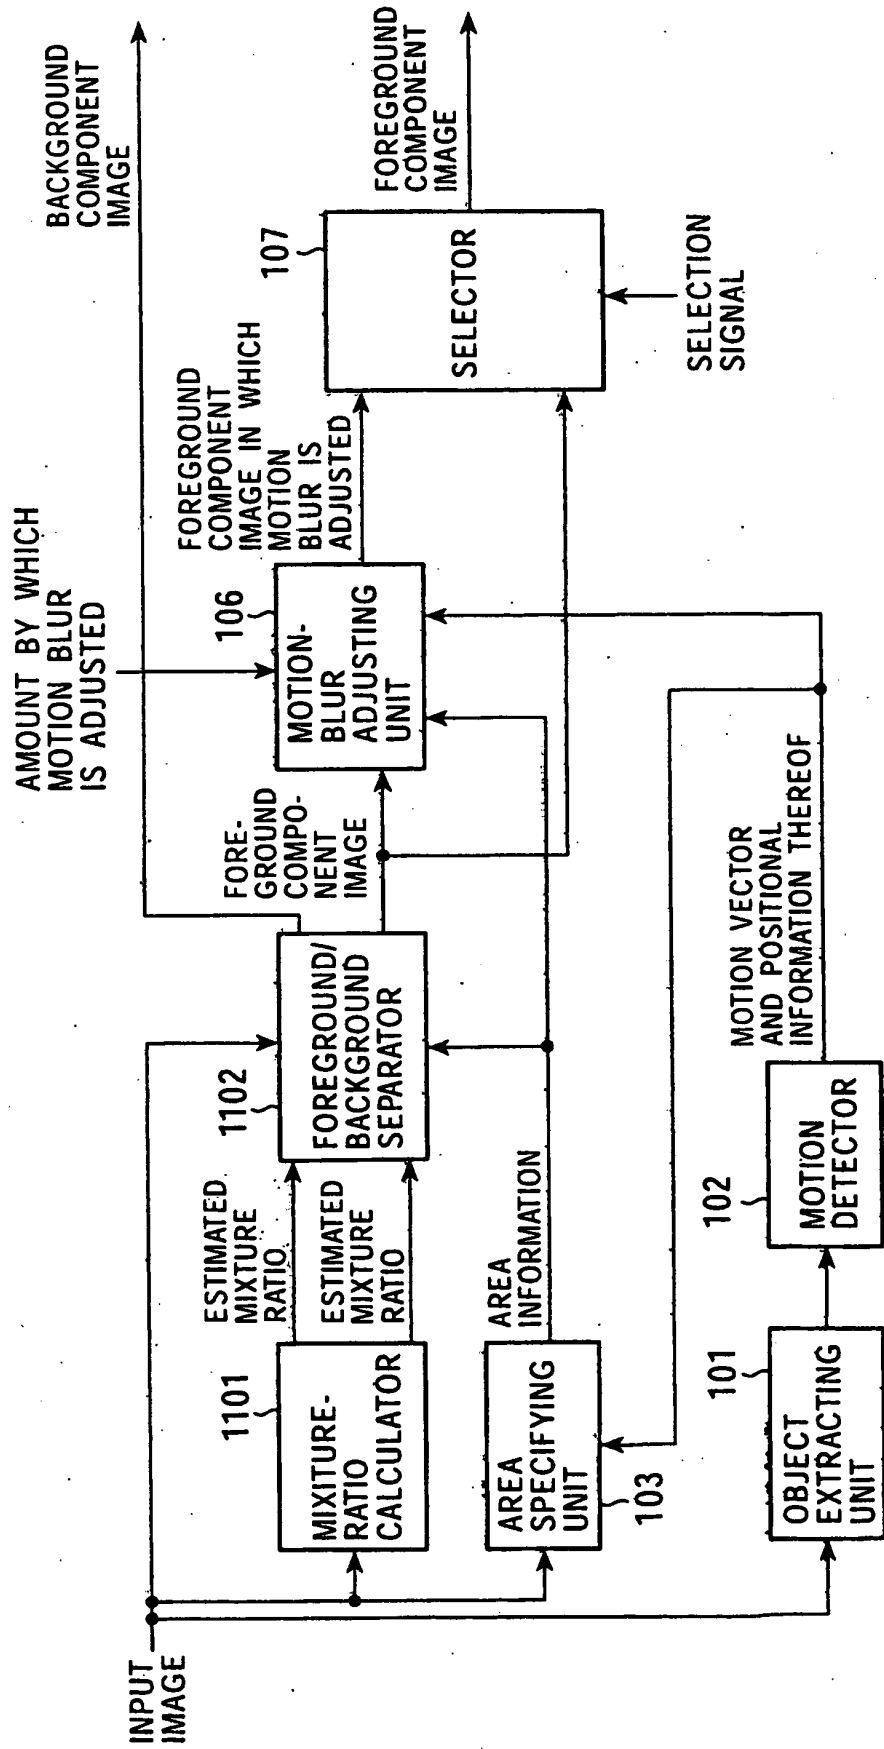 INPUT
IMAGE
AMOUNT BY WHICH
MOTION BLUR
IS ADJUSTED
BACKGROUND
COMPONENT
IMAGE
1101
MIXITURE-
RATIO
CALCULATOR
ESTIMATED
MIXTURE
RATIO
ESTIMATED
MIXTURE
RATIO
1102
FOREGROUND/
BACKGROUND
SEPARATOR
FORE-
GROUND
COMPO-
NENT
IMAGE
106
MOTION-
BLUR
ADJUSTING
UNIT
FOREGROUND
COMPONENT
IMAGE IN WHICH
MOTION
BLUR IS
ADJUSTED
107
SELECTOR
FOREGROUND
COMPONENT
IMAGE
SELECTION
SIGNAL
AREA
SPECIFYING
UNIT
103
AREA
INFORMATION
101
OBJECT
EXTRACTING
UNIT
102
MOTION
DETECTOR
MOTION VECTOR
AND POSITIONAL
INFORMATION THEREOF